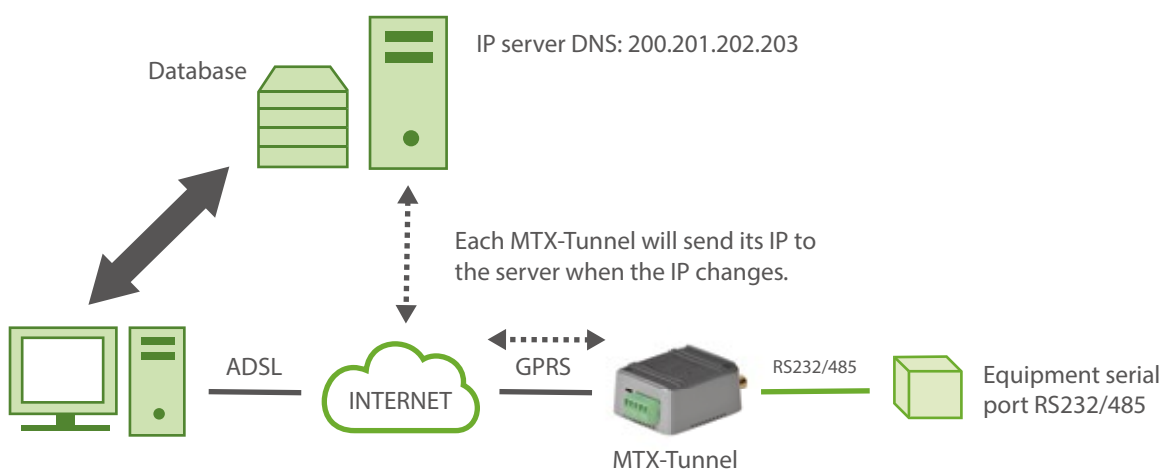 IP server DNS: 200.201.202.203
Database
Each MTX-Tunnel will send its IP to
the server when the IP changes.
ADSL
INTERNET
GPRS
RS232/485
Equipment serial
port RS232/485
MTX-Tunnel